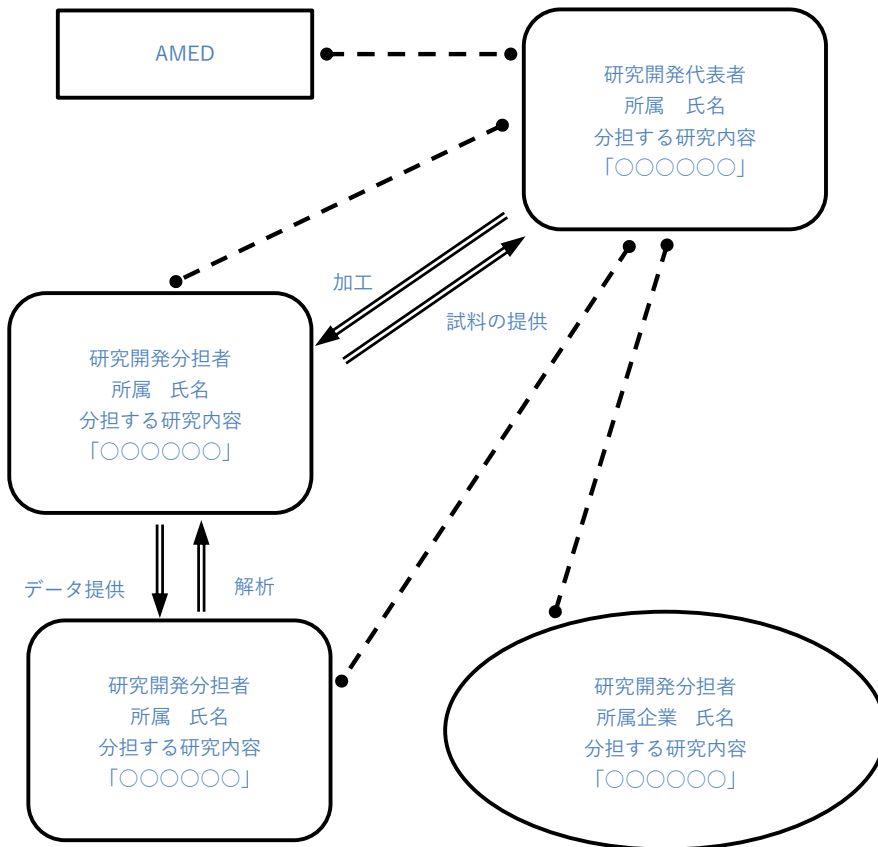 AMED
研究開発代表者
所属　氏名
分担する研究内容
「○○○○○○」
加工
試料の提供
研究開発分担者
所属　氏名
分担する研究内容
「○○○○○○」
データ提供
解析
研究開発分担者
所属　氏名
分担する研究内容
「○○○○○○」
研究開発分担者
所属企業　氏名
分担する研究内容
「○○○○○○」